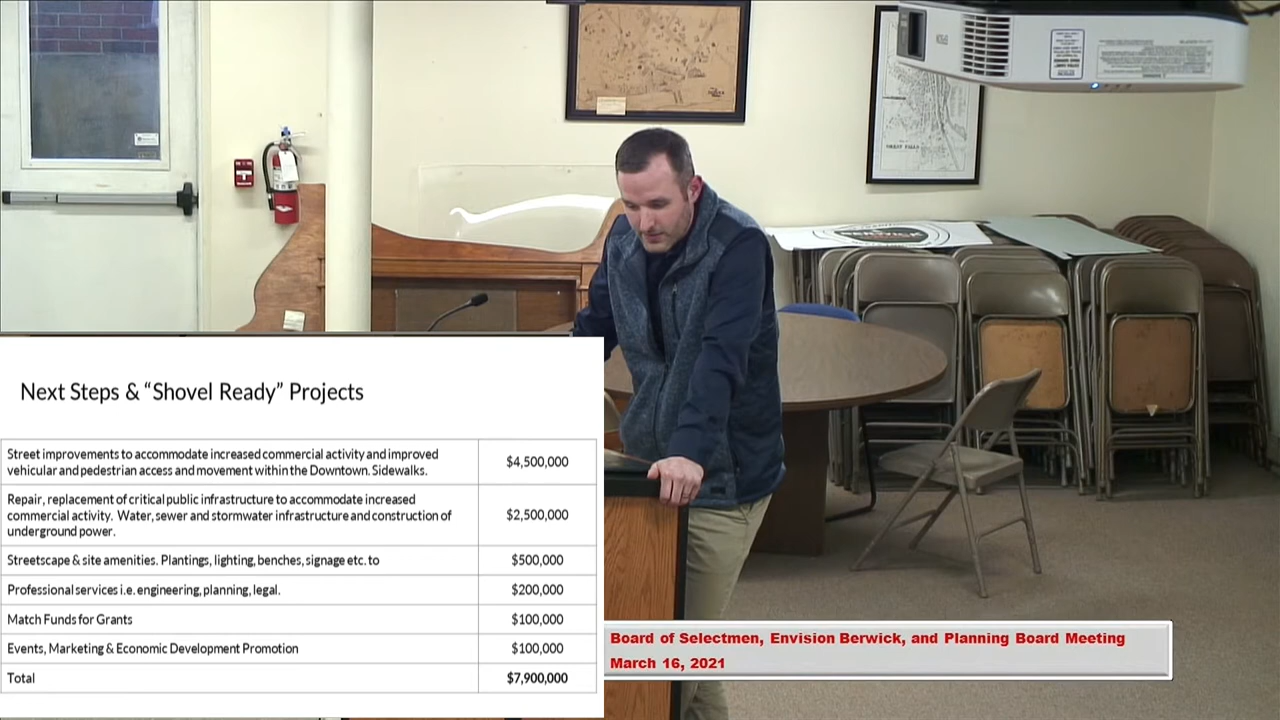 Next Steps & “Shovel Ready” Projects
Street improvements to accommodate increased commercial activity and improved
vehicular and pedestrian access and movement within the Downtown. Sidewalks.
$4,500,000
Repair, replacement of critical public infrastructure to accommodate increased
commercial activity. Water, sewer and stormwater infrastructure and construction of
underground power.
$2,500,000
Streetscape & site amenities. Plantings, lighting, benches, signage etc. to
$500,000
Professional services i.e. engineering, planning, legal.
$200,000
Match Funds for Grants
$100,000
Events, Marketing & Economic Development Promotion
$100,000
Total
$7,900,000
Board of Selectmen, Envision Berwick, and Planning Board Meeting
March 16, 2021